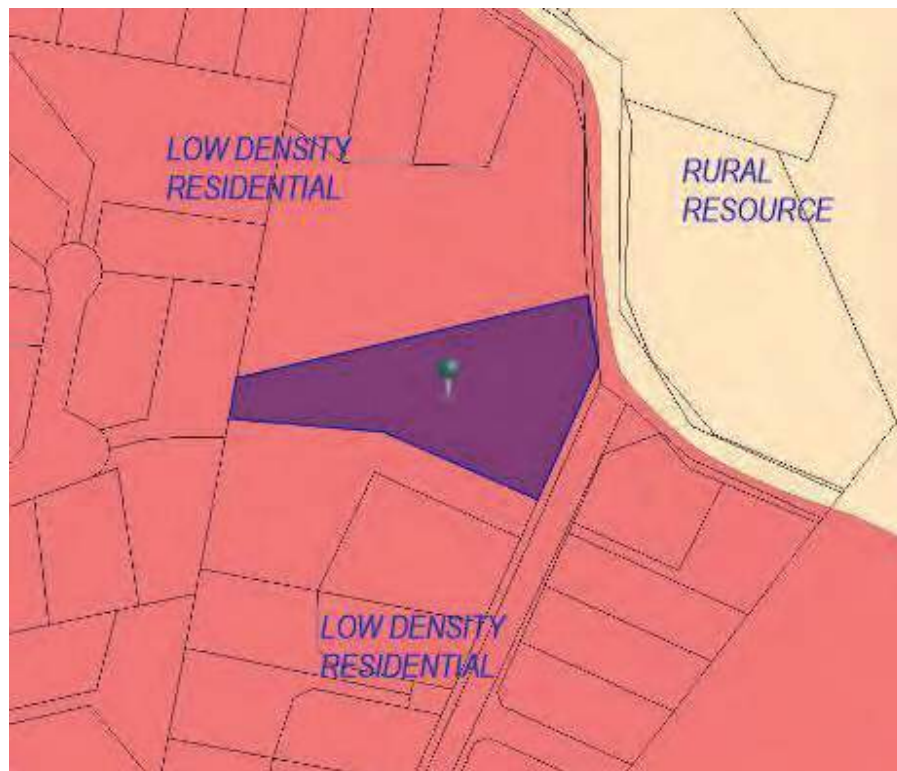 LOW DENSITY
RESIDENTIAL
RURAL
RESOURCE
LOW DENSITY
RESIDENTIAL